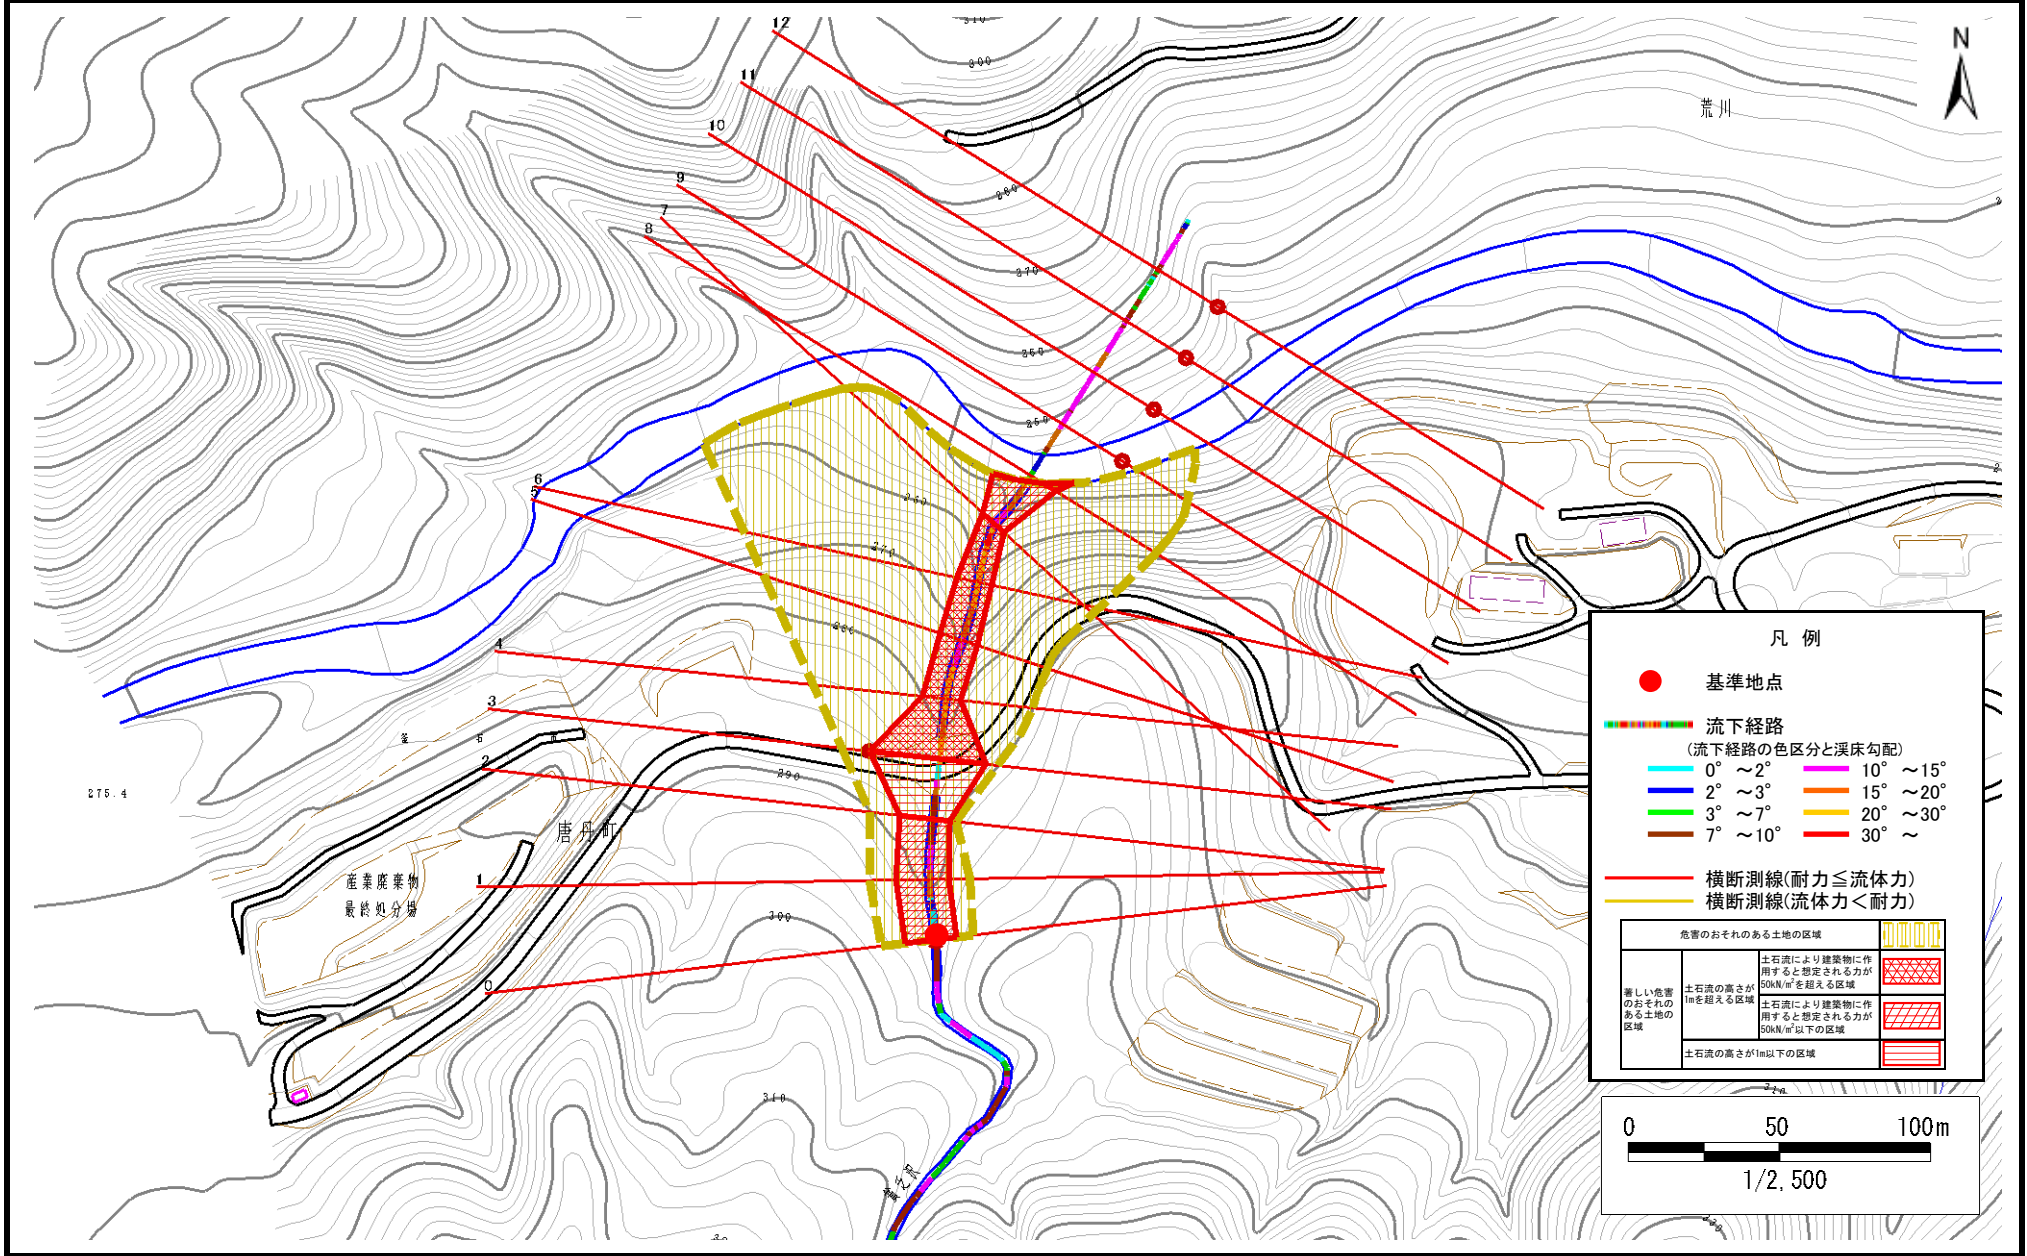 12
310
11
300
N
荒川
10
9
280
7
8
270
260
250
6
5
260
270
280
4
3
釜
石
市
2
290
275.4
唐丹町
産業廃棄物
最終処分場
1
300
0
310
310
330
凡 例
基準地点
流下経路
(流下経路の色区分と渓床勾配)
0° ～2° 10° ～15°
2° ～3° 15° ～20°
3° ～7° 20° ～30°
7° ～10° 30° ～
横断測線(耐力≦流体力)
横断測線(流体力＜耐力)
危害のおそれのある土地の区域
著しい危害
のおそれの
ある土地の
区域
土石流の高さが
1mを超える区域
土石流により建築物に作
用すると想定される力が
50kN/m²を超える区域
土石流により建築物に作
用すると想定される力が
50kN/m²以下の区域
土石流の高さが1m以下の区域
0 50 100m
1/2,500